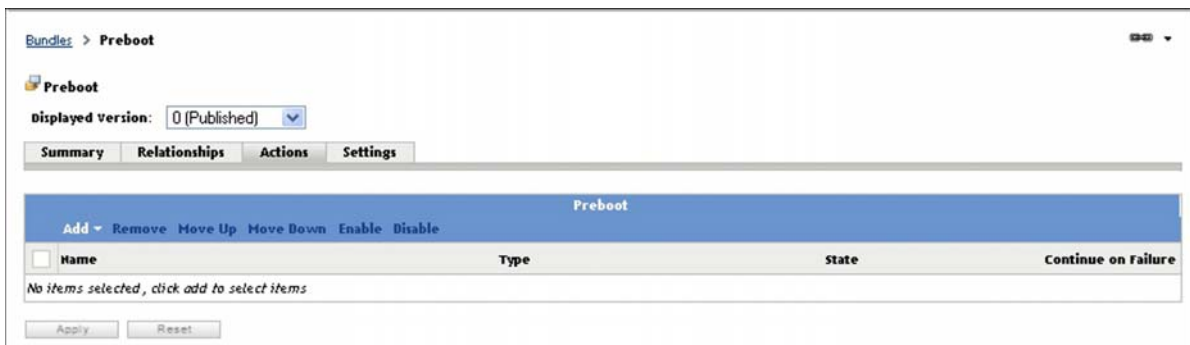 Bundles > Preboot
Preboot
Displayed Version: 0 (Published)
Summary Relationships Actions Settings
Preboot
Add Remove Move Up Move Down Enable Disable
Name Type State Continue on Failure
No items selected, click add to select items
Apply Reset